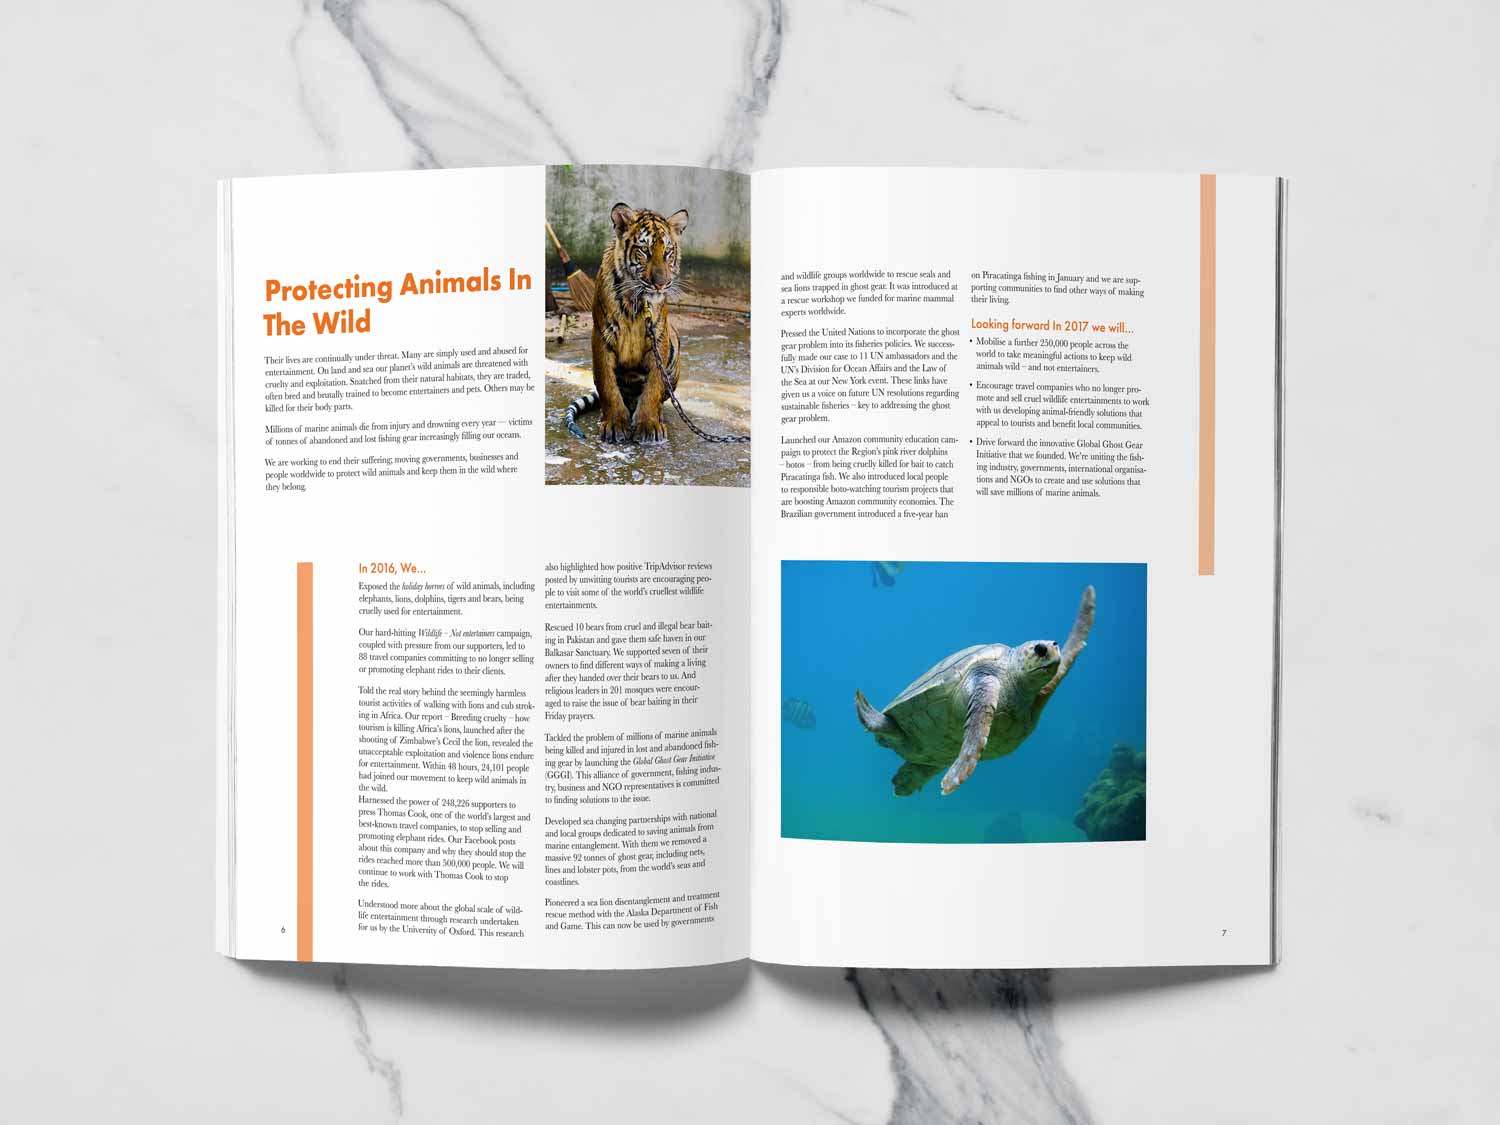 Protecting Animals In
The Wild
Their lives are continually under threat. Many are simply used and abused for
entertainment. On land and sea our planet's wild animals are threatened with
cruelty and exploitation. Snatched from their natural habitats, they are traded,
often bred and brutally trained to become entertainers and pets. Others may be
killed for their body parts.
Millions of marine animals die from injury and drowning every year — victims
of tonnes of abandoned and lost fishing gear increasingly filling our oceans.
We are working to end their suffering; moving governments, businesses and
people worldwide to protect wild animals and keep them in the wild where
they belong.
In 2016, We...
Exposed the holiday horrors of wild animals, including
elephants, lions, dolphins, tigers and bears, being
cruelly used for entertainment.
Our hard-hitting Wildlife – Not entertainers campaign,
coupled with pressure from our supporters, led to
88 travel companies committing to no longer selling
or promoting elephant rides to their clients.
Told the real story behind the seemingly harmless
tourist activities of walking with lions and cub strok-
ing in Africa. Our report – Breeding cruelty – how
tourism is killing Africa's lions, launched after the
shooting of Zimbabwe's Cecil the lion, revealed the
unacceptable exploitation and violence lions endure
for entertainment. Within 48 hours, 24,101 people
had joined our movement to keep wild animals in
the wild.
Harnessed the power of 248,226 supporters to
press Thomas Cook, one of the world's largest and
best-known travel companies, to stop selling and
promoting elephant rides. Our Facebook posts
about this company and why they should stop the
rides reached more than 500,000 people. We will
continue to work with Thomas Cook to stop
the rides.
Understood more about the global scale of wild-
life entertainment through research undertaken
for us by the University of Oxford. This research
also highlighted how positive TripAdvisor reviews
posted by unwitting tourists are encouraging peo-
ple to visit some of the world's cruellest wildlife
entertainments.
Rescued 10 bears from cruel and illegal bear bait-
ing in Pakistan and gave them safe haven in our
Balkasar Sanctuary. We supported seven of their
owners to find different ways of making a living
after they handed over their bears to us. And
religious leaders in 201 mosques were encour-
aged to raise the issue of bear baiting in their
Friday prayers.
Tackled the problem of millions of marine animals
being killed and injured in lost and abandoned fish-
ing gear by launching the Global Ghost Gear Initiative
(GGGI). This alliance of government, fishing indus-
try, business and NGO representatives is committed
to finding solutions to the issue.
Developed sea changing partnerships with national
and local groups dedicated to saving animals from
marine entanglement. With them we removed a
massive 92 tonnes of ghost gear, including nets,
lines and lobster pots, from the world's seas and
coastlines.
Pioneered a sea lion disentanglement and treatment
rescue method with the Alaska Department of Fish
and Game. This can now be used by governments
6
and wildlife groups worldwide to rescue seals and
sea lions trapped in ghost gear. It was introduced at
a rescue workshop we funded for marine mammal
experts worldwide.
Pressed the United Nations to incorporate the ghost
gear problem into its fisheries policies. We success-
fully made our case to 11 UN ambassadors and the
UN's Division for Ocean Affairs and the Law of
the Sea at our New York event. These links have
given us a voice on future UN resolutions regarding
sustainable fisheries – key to addressing the ghost
gear problem.
Launched our Amazon community education cam-
paign to protect the Region's pink river dolphins
– botos – from being cruelly killed for bait to catch
Piracatinga fish. We also introduced local people
to responsible boto-watching tourism projects that
are boosting Amazon community economies. The
Brazilian government introduced a five-year ban
on Piracatinga fishing in January and we are sup-
porting communities to find other ways of making
their living.
Looking forward In 2017 we will...
• Mobilise a further 250,000 people across the
world to take meaningful actions to keep wild
animals wild – and not entertainers.
• Encourage travel companies who no longer pro-
mote and sell cruel wildlife entertainments to work
with us developing animal-friendly solutions that
appeal to tourists and benefit local communities.
• Drive forward the innovative Global Ghost Gear
Initiative that we founded. We're uniting the fish-
ing industry, governments, international organisa-
tions and NGOs to create and use solutions that
will save millions of marine animals.
7